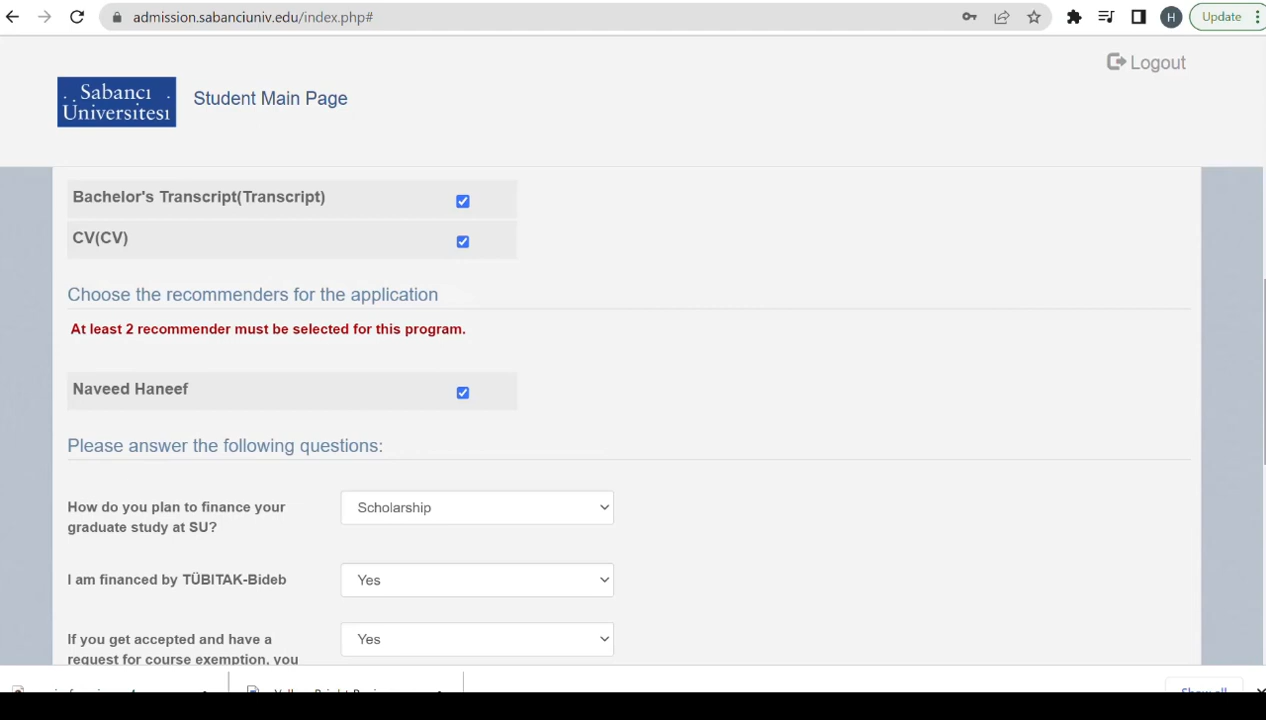 admission.sabanciuniv.edu/index.php#
H
Update
Logout
Sabancı
Üniversitesi
Student Main Page
Bachelor's Transcript(Transcript)
CV(CV)
Choose the recommenders for the application
At least 2 recommender must be selected for this program.
Naveed Haneef
Please answer the following questions:
How do you plan to finance your
graduate study at SU?
Scholarship
I am financed by TÜBITAK-Bideb
Yes
If you get accepted and have a
request for course exemption, you
Yes
Show all